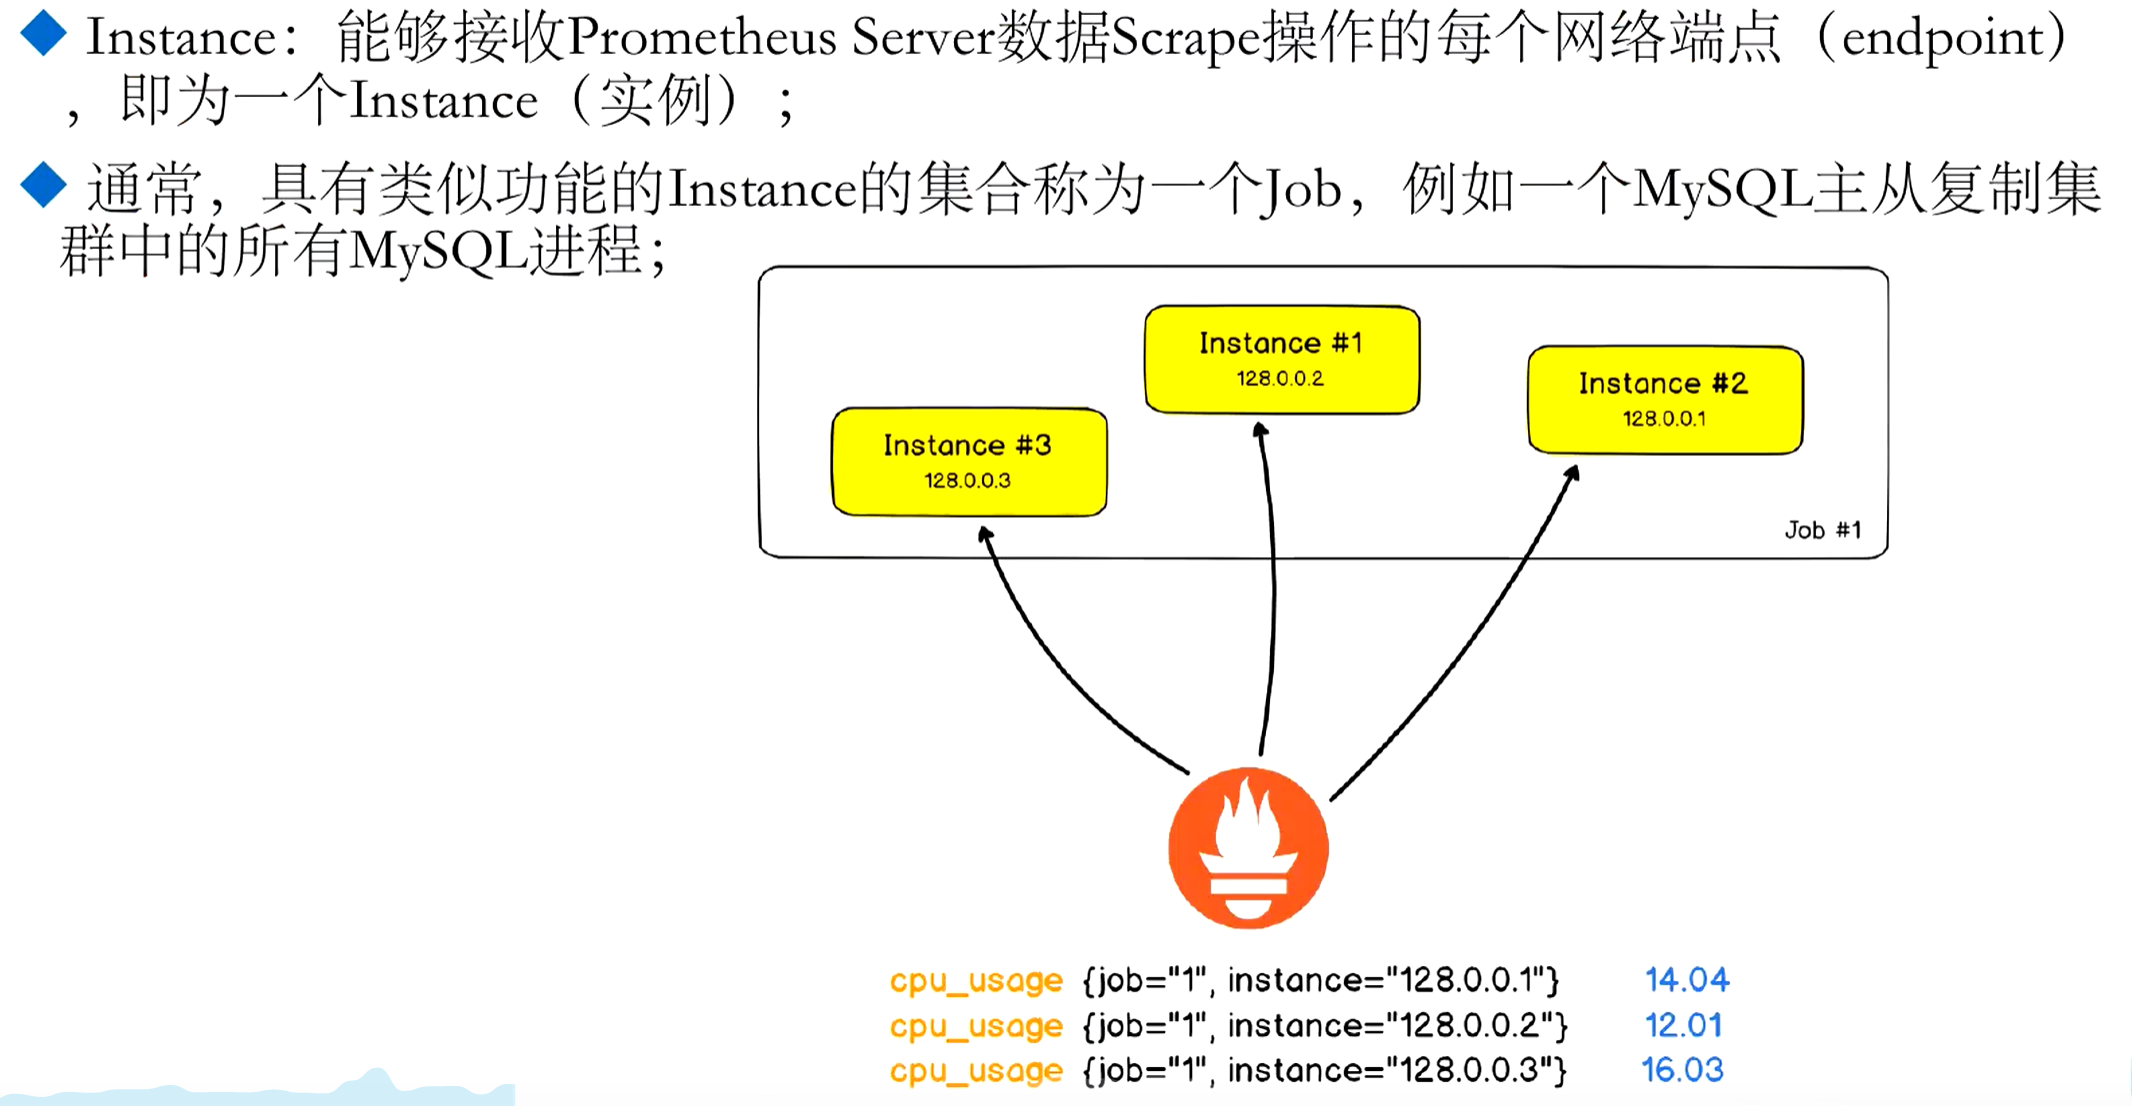 Instance：能够接收Prometheus Server数据Scrape操作的每个网络端点（endpoint）
，即为一个Instance（实例）；
通常，具有类似功能的Instance的集合称为一个Job，例如一个MySQL主从复制集
群中的所有MySQL进程；
Instance #1
128.0.0.2
Instance #2
128.0.0.1
Instance #3
128.0.0.3
Job #1
cpu_usage {job="1", instance="128.0.0.1"} 14.04
cpu_usage {job="1", instance="128.0.0.2"} 12.01
cpu_usage {job="1", instance="128.0.0.3"} 16.03